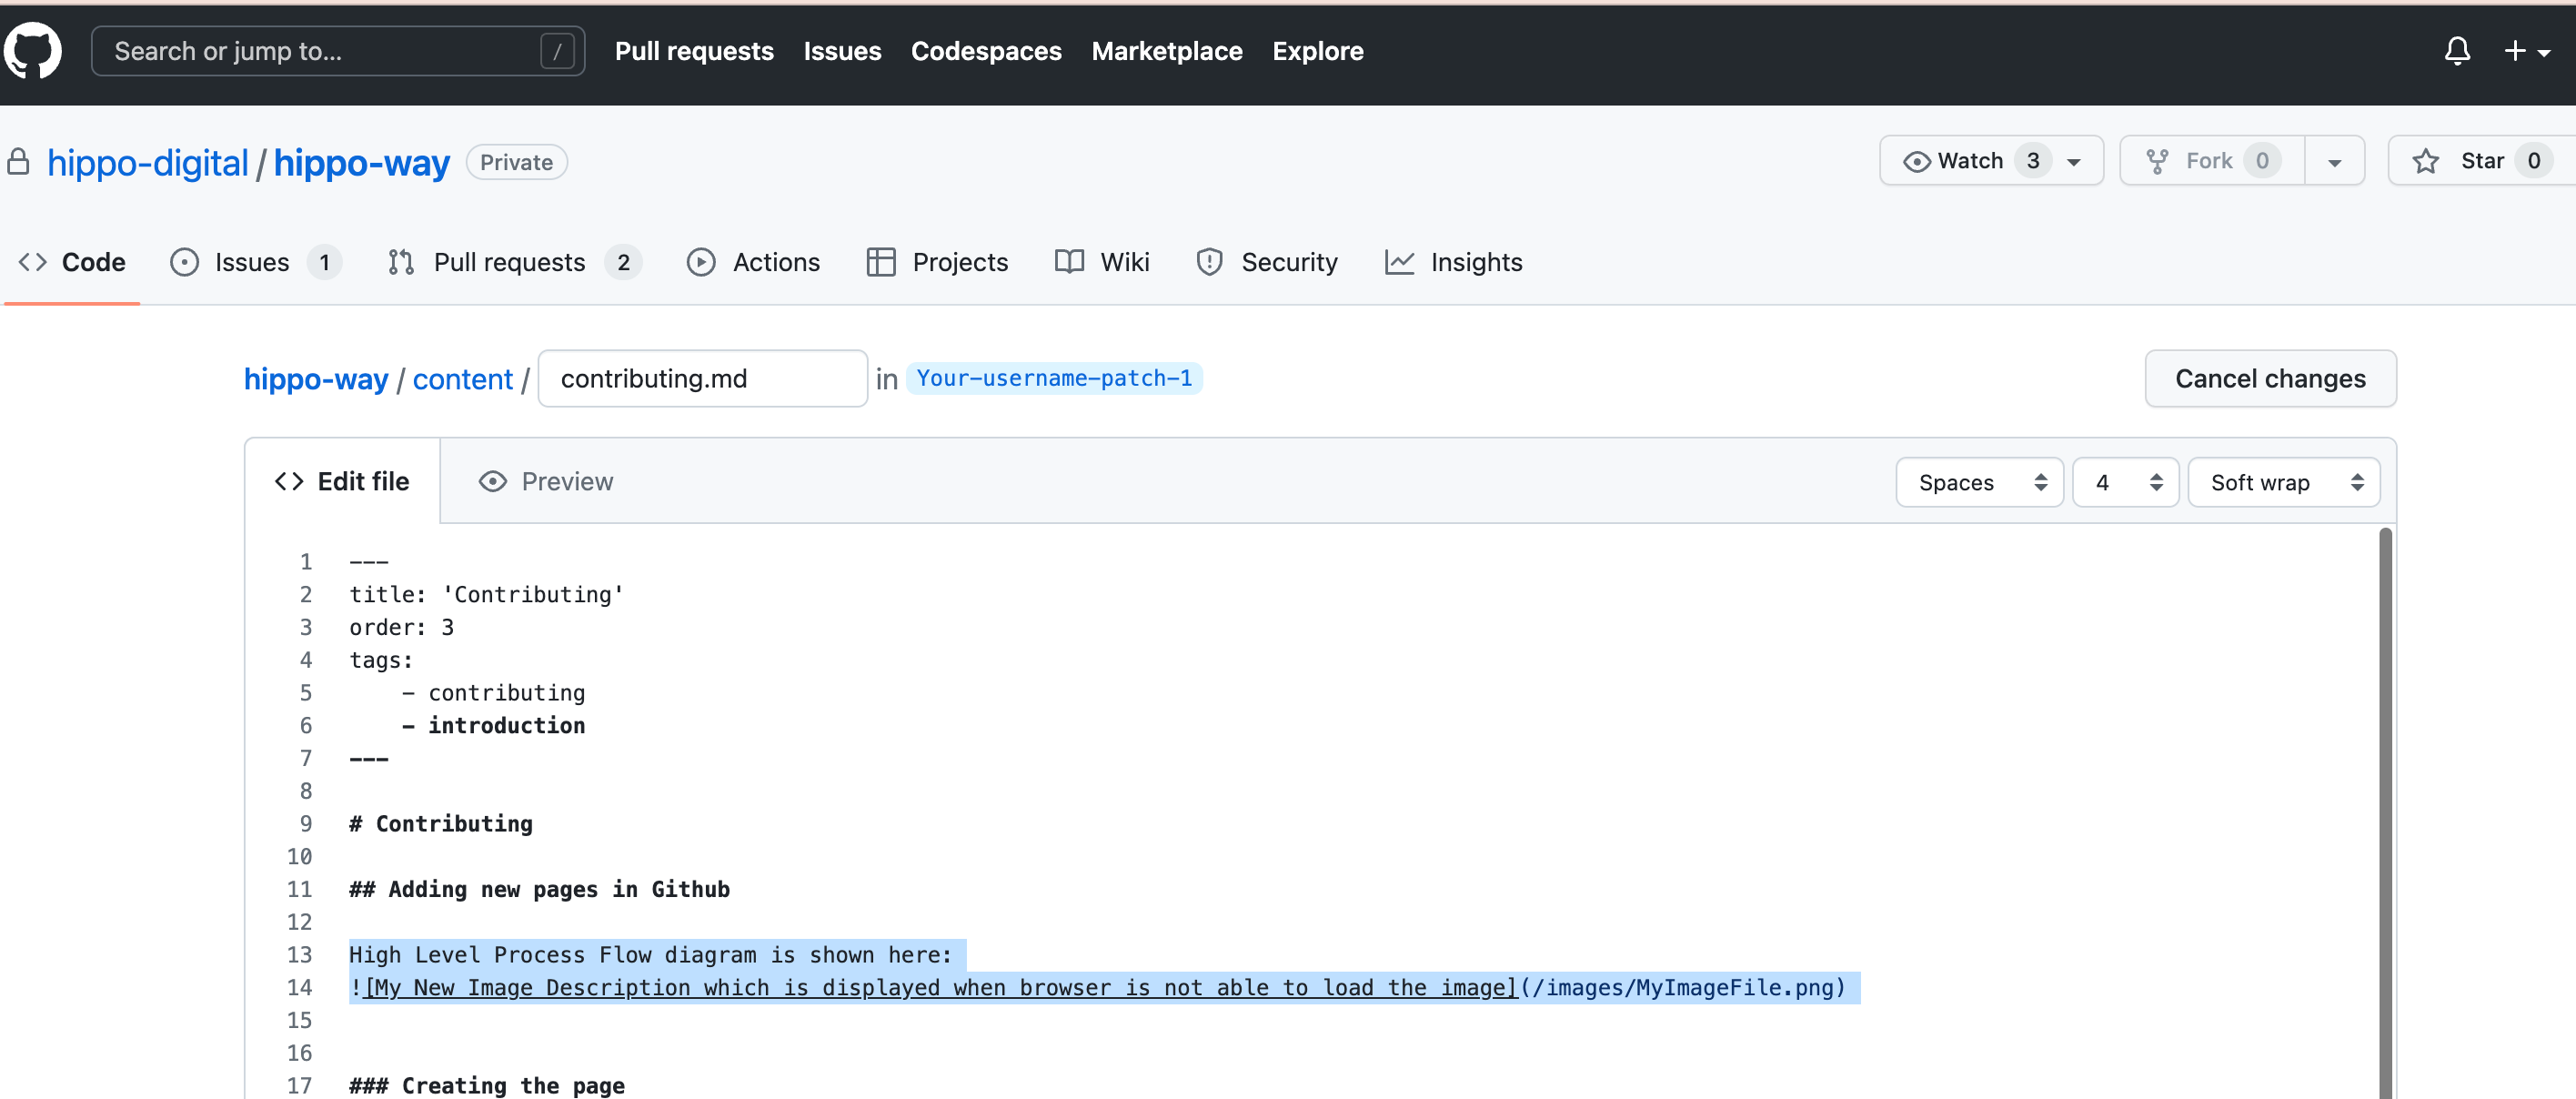 Search or jump to... / Pull requests Issues Codespaces Marketplace Explore
hippo-digital / hippo-way Private Watch 3 Fork 0 Star 0
Code Issues 1 Pull requests 2 Actions Projects Wiki Security Insights
hippo-way / content / contributing.md in Your-username-patch-1 Cancel changes
<> Edit file Preview Spaces 4 Soft wrap
1 ---
2 title: 'Contributing'
3 order: 3
4 tags:
5     - contributing
6     - introduction
7 ---
8
9 # Contributing
10
11 ## Adding new pages in Github
12
13 High Level Process Flow diagram is shown here:
14 ![My New Image Description which is displayed when browser is not able to load the image](/images/MyImageFile.png)
15
16
17 ### Creating the page